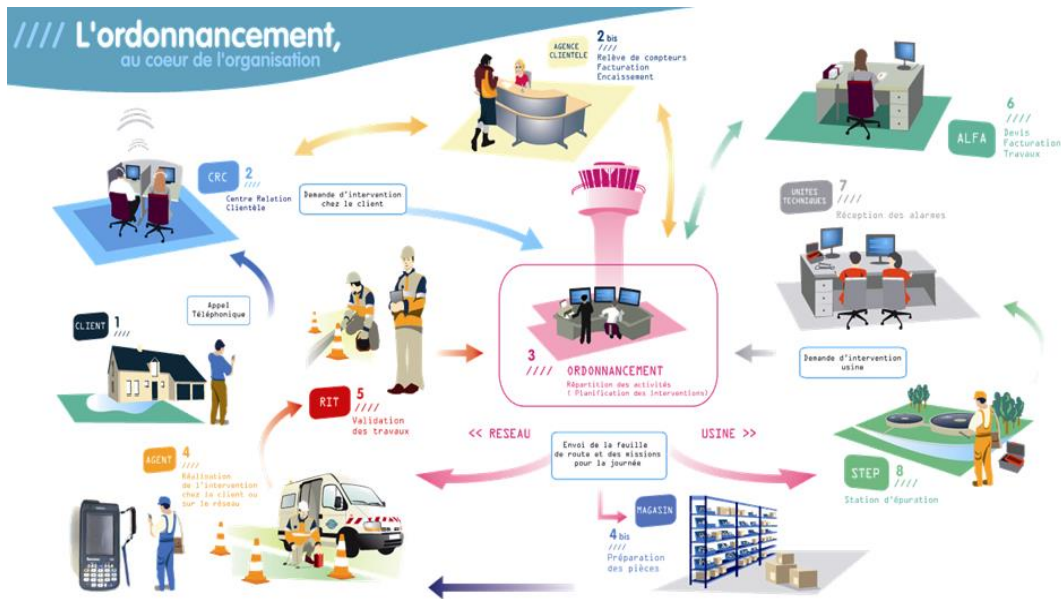 //// L'ordonnancement,
au coeur de l'organisation
AGENCE
CLIENTELE
2 bis
////
Relève de compteurs
Facturation
Encaissement
6
////
ALFA
Devis
Facturation
Travaux
CRC
2
////
Centre Relation
Clientèle
Demande d'intervention
chez le client
UNITES
TECHNIQUES
7
////
Réception des alarmes
Appel
Téléphonique
CLIENT
1
////
3
////
ORDONNANCEMENT
Répartition des activités
( Planification des interventions)
Demande d'intervention
usine
RIT
5
////
Validation
des travaux
<< RESEAU
USINE >>
Envoi de la feuille
de route et des missions
pour la journée
AGENT
4
////
Réalisation
de l'intervention
chez le client ou
sur le réseau
STEP
8
////
Station d'épuration
MAGASIN
4 bis
////
Préparation
des pièces